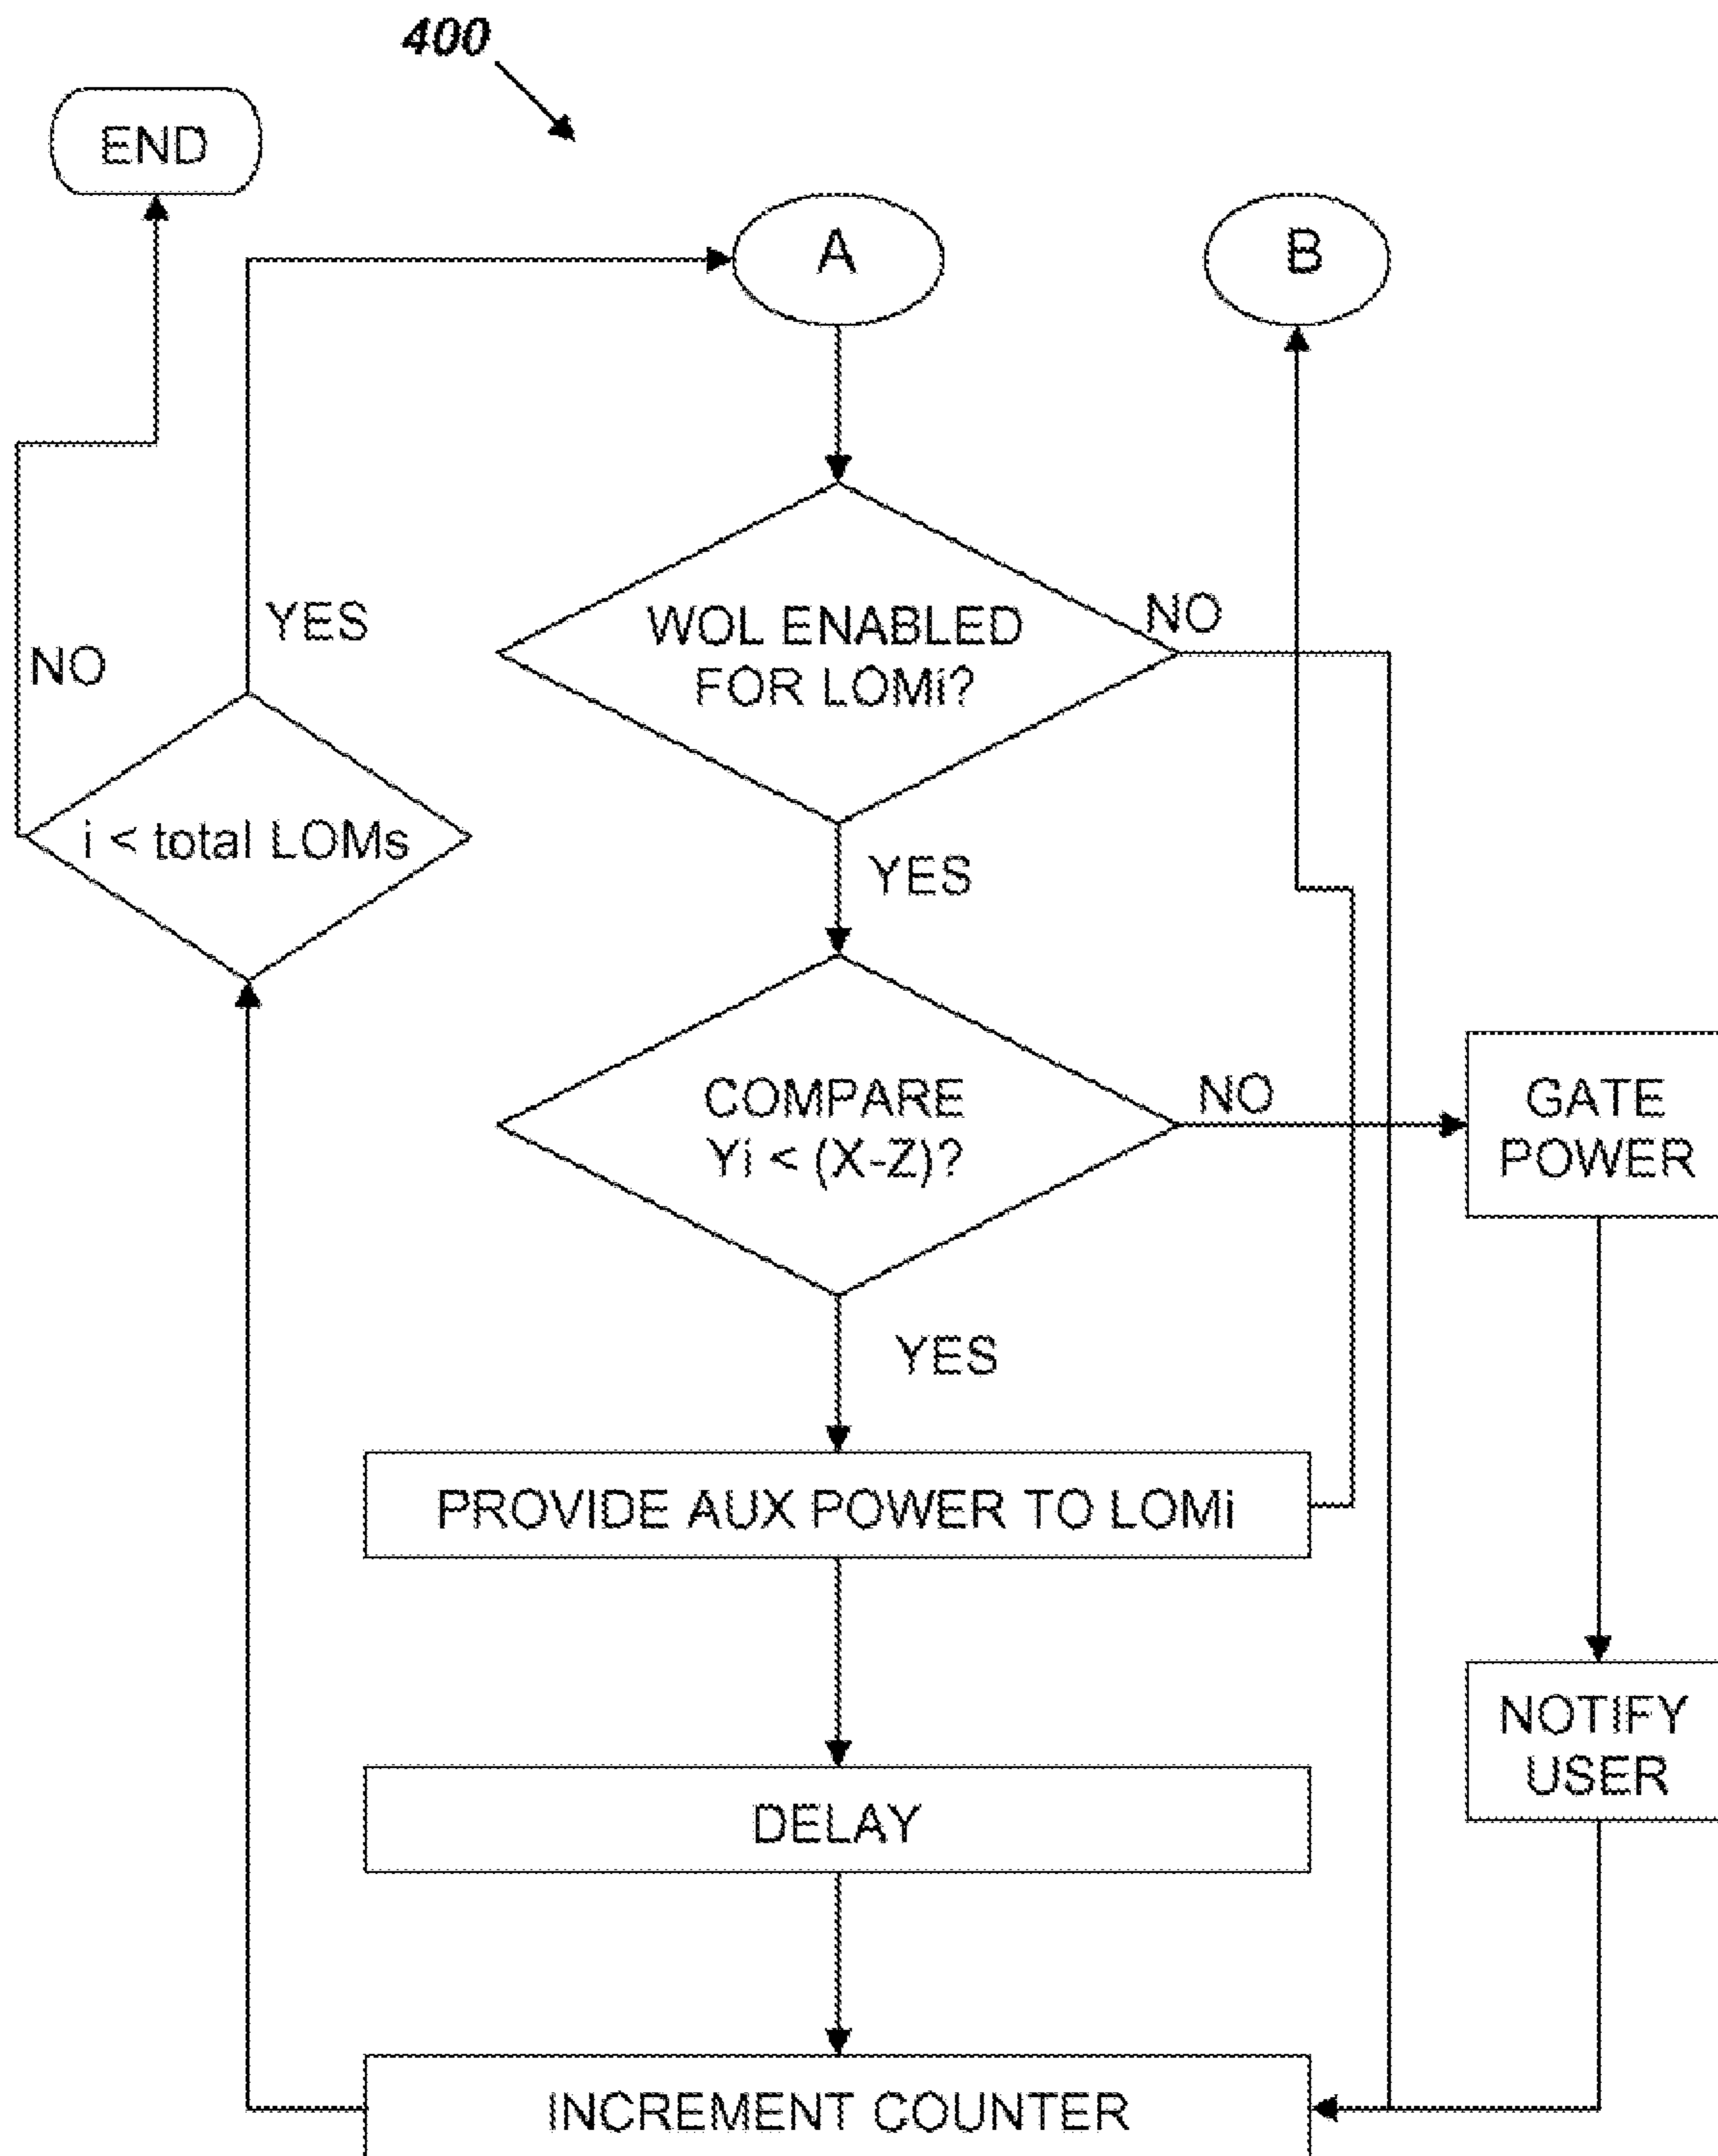 400
END
A
B
WOL ENABLED
FOR LOMi?
NO
YES
NO
i < total LOMs
YES
COMPARE
Yi < (X-Z)?
NO
GATE
POWER
YES
PROVIDE AUX POWER TO LOMi
NOTIFY
USER
DELAY
INCREMENT COUNTER